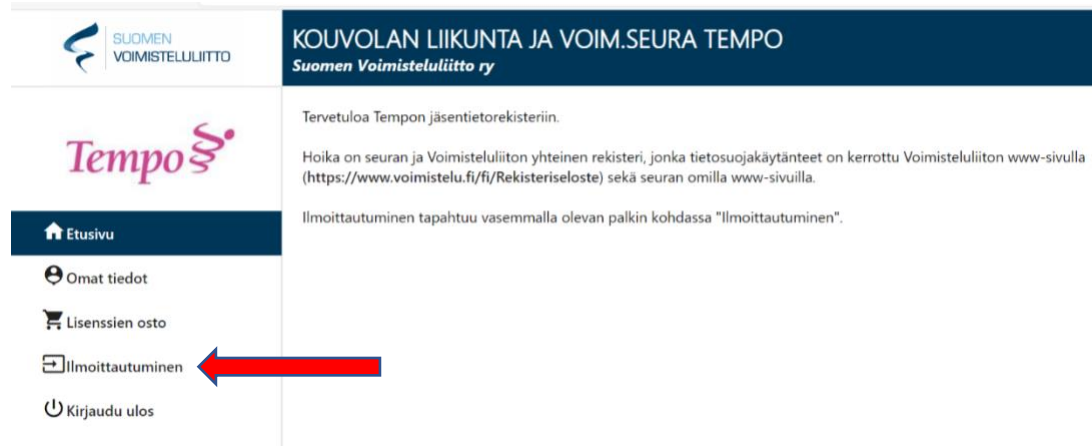 SUOMEN
VOIMISTELULIITTO
KOUVOLAN LIIKUNTA JA VOIM.SEURA TEMPO
Suomen Voimisteluliitto ry
Tempo
Tervetuloa Tempon jäsentietorekisteriin.
Hoika on seuran ja Voimisteluliiton yhteinen rekisteri, jonka tietosuojakäytänteet on kerrottu Voimisteluliiton www-sivulla
(https://www.voimistelu.fi/fi/Rekisteriseloste) sekä seuran omilla www-sivuilla.
Ilmoittautuminen tapahtuu vasemmalla olevan palkin kohdassa "Ilmoittautuminen".
Etusivu
Omat tiedot
Lisenssien osto
Ilmoittautuminen
Kirjaudu ulos